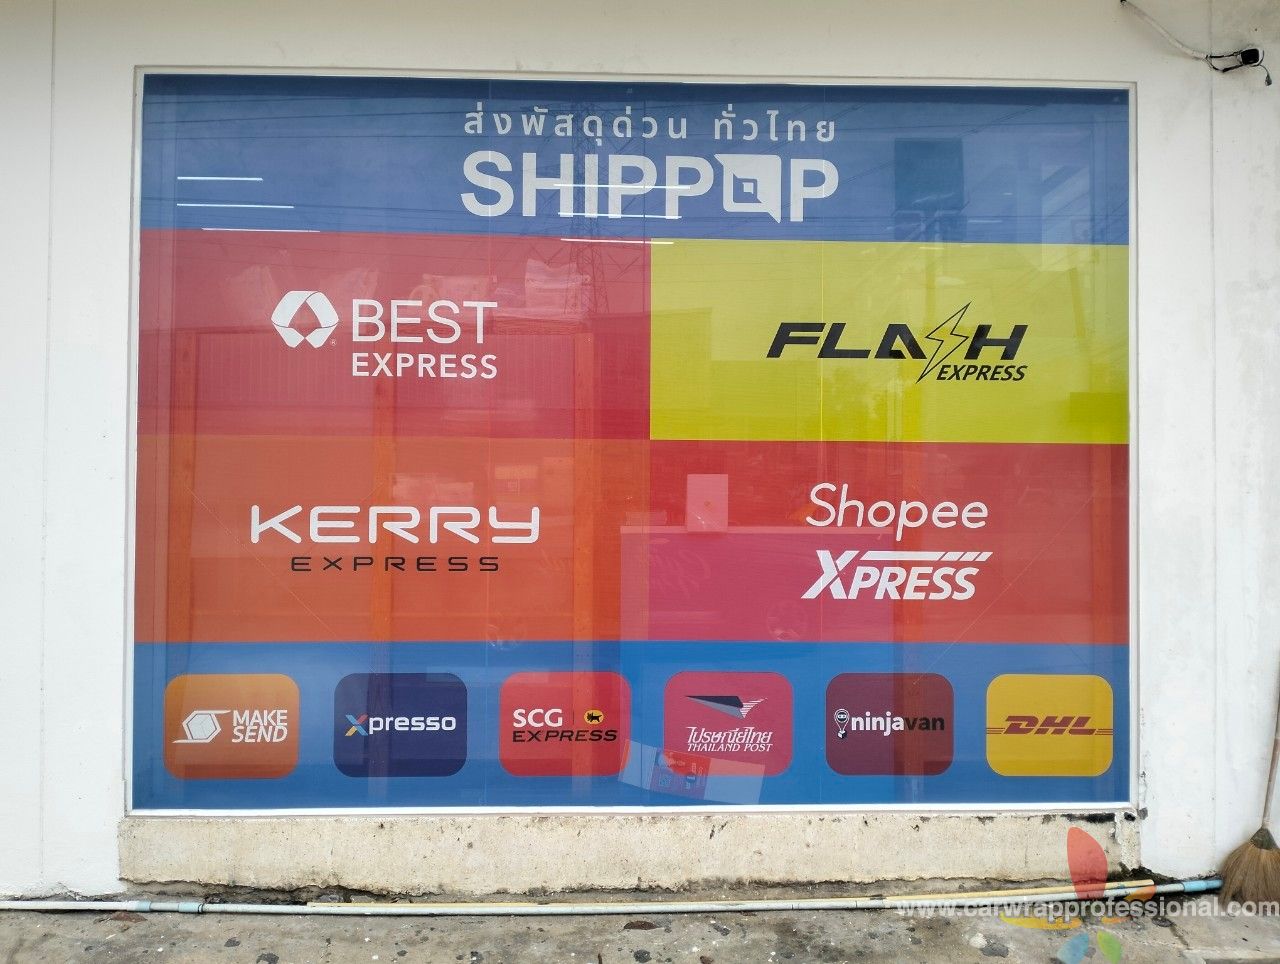 ส่งพัสดุด่วน ทั่วไทย
SHIPPOP
BEST
EXPRESS
FLASH
EXPRESS
KERRY
EXPRESS
Shopee
XPRESS
MAKE
SEND
Xpresso
SCG
EXPRESS
ไปรษณีย์ไทย
THAILAND POST
ninjavan
DHL
www.carwrapprofessional.com